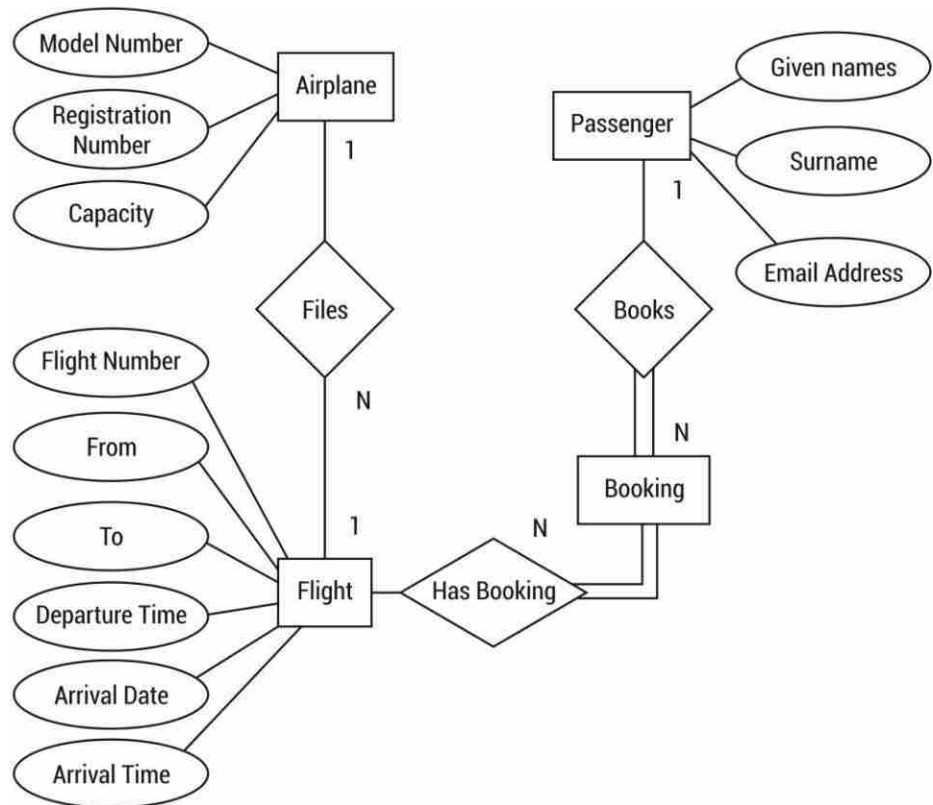 Model Number
Airplane
Registration
Number
Capacity
1
Files
N
Given names
Passenger
Surname
1
Email Address
Books
N
Booking
Flight Number
From
To
1
Flight
Departure Time
Arrival Date
Arrival Time
N
Has Booking